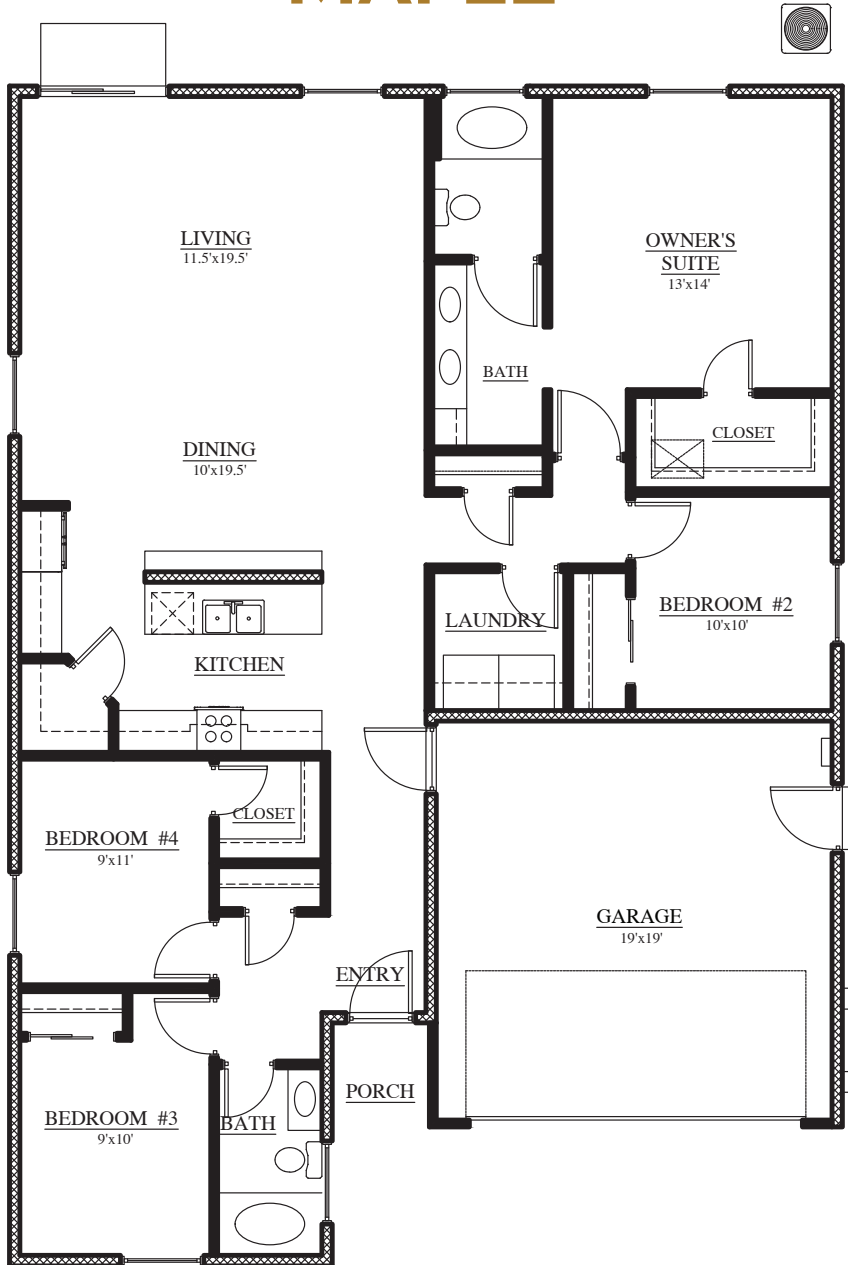 LIVING
11.5'x19.5'
OWNER'S
SUITE
13'x14'
BATH
DINING
10'x19.5'
CLOSET
LAUNDRY
BEDROOM #2
10'x10'
KITCHEN
CLOSET
BEDROOM #4
9'x11'
GARAGE
19'x19'
ENTRY
PORCH
BEDROOM #3
9'x10'
BATH